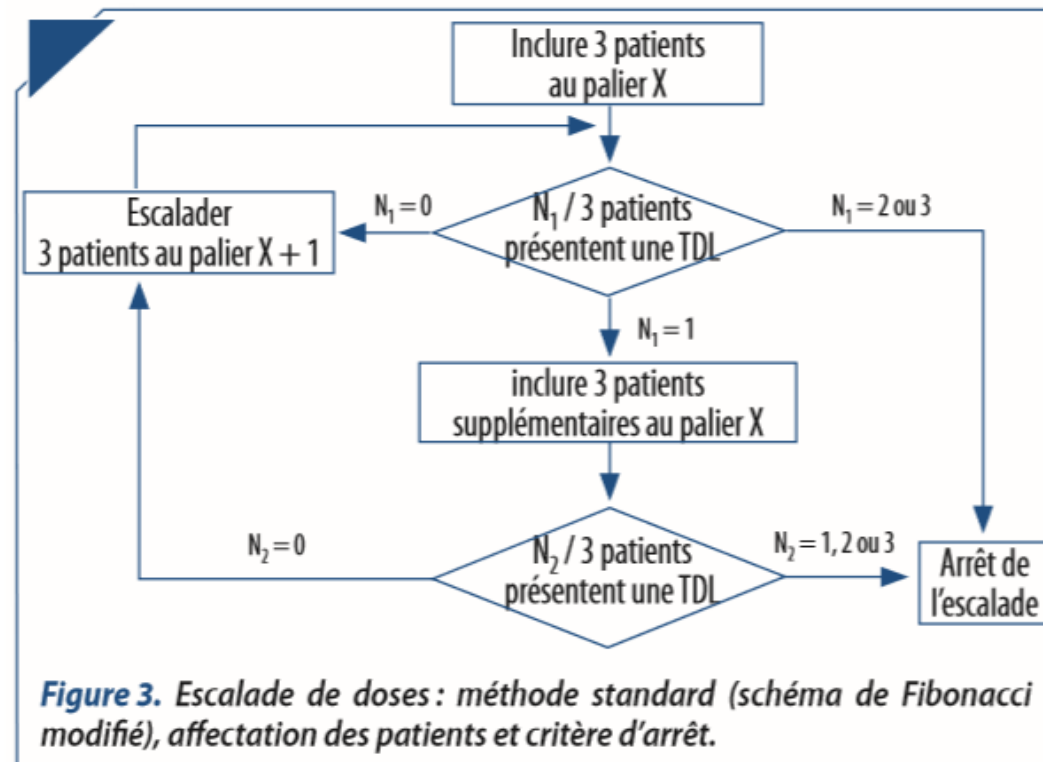 Inclure 3 patients
au palier X
Escalader
3 patients au palier X + 1
N₁ = 0
N₁ / 3 patients
présentent une TDL
N₁ = 2 ou 3
N₁ = 1
inclure 3 patients
supplémentaires au palier X
N₂ = 0
N₂ / 3 patients
présentent une TDL
N₂ = 1, 2 ou 3
Arrêt de
l'escalade
Figure 3. Escalade de doses : méthode standard (schéma de Fibonacci
modifié), affectation des patients et critère d'arrêt.